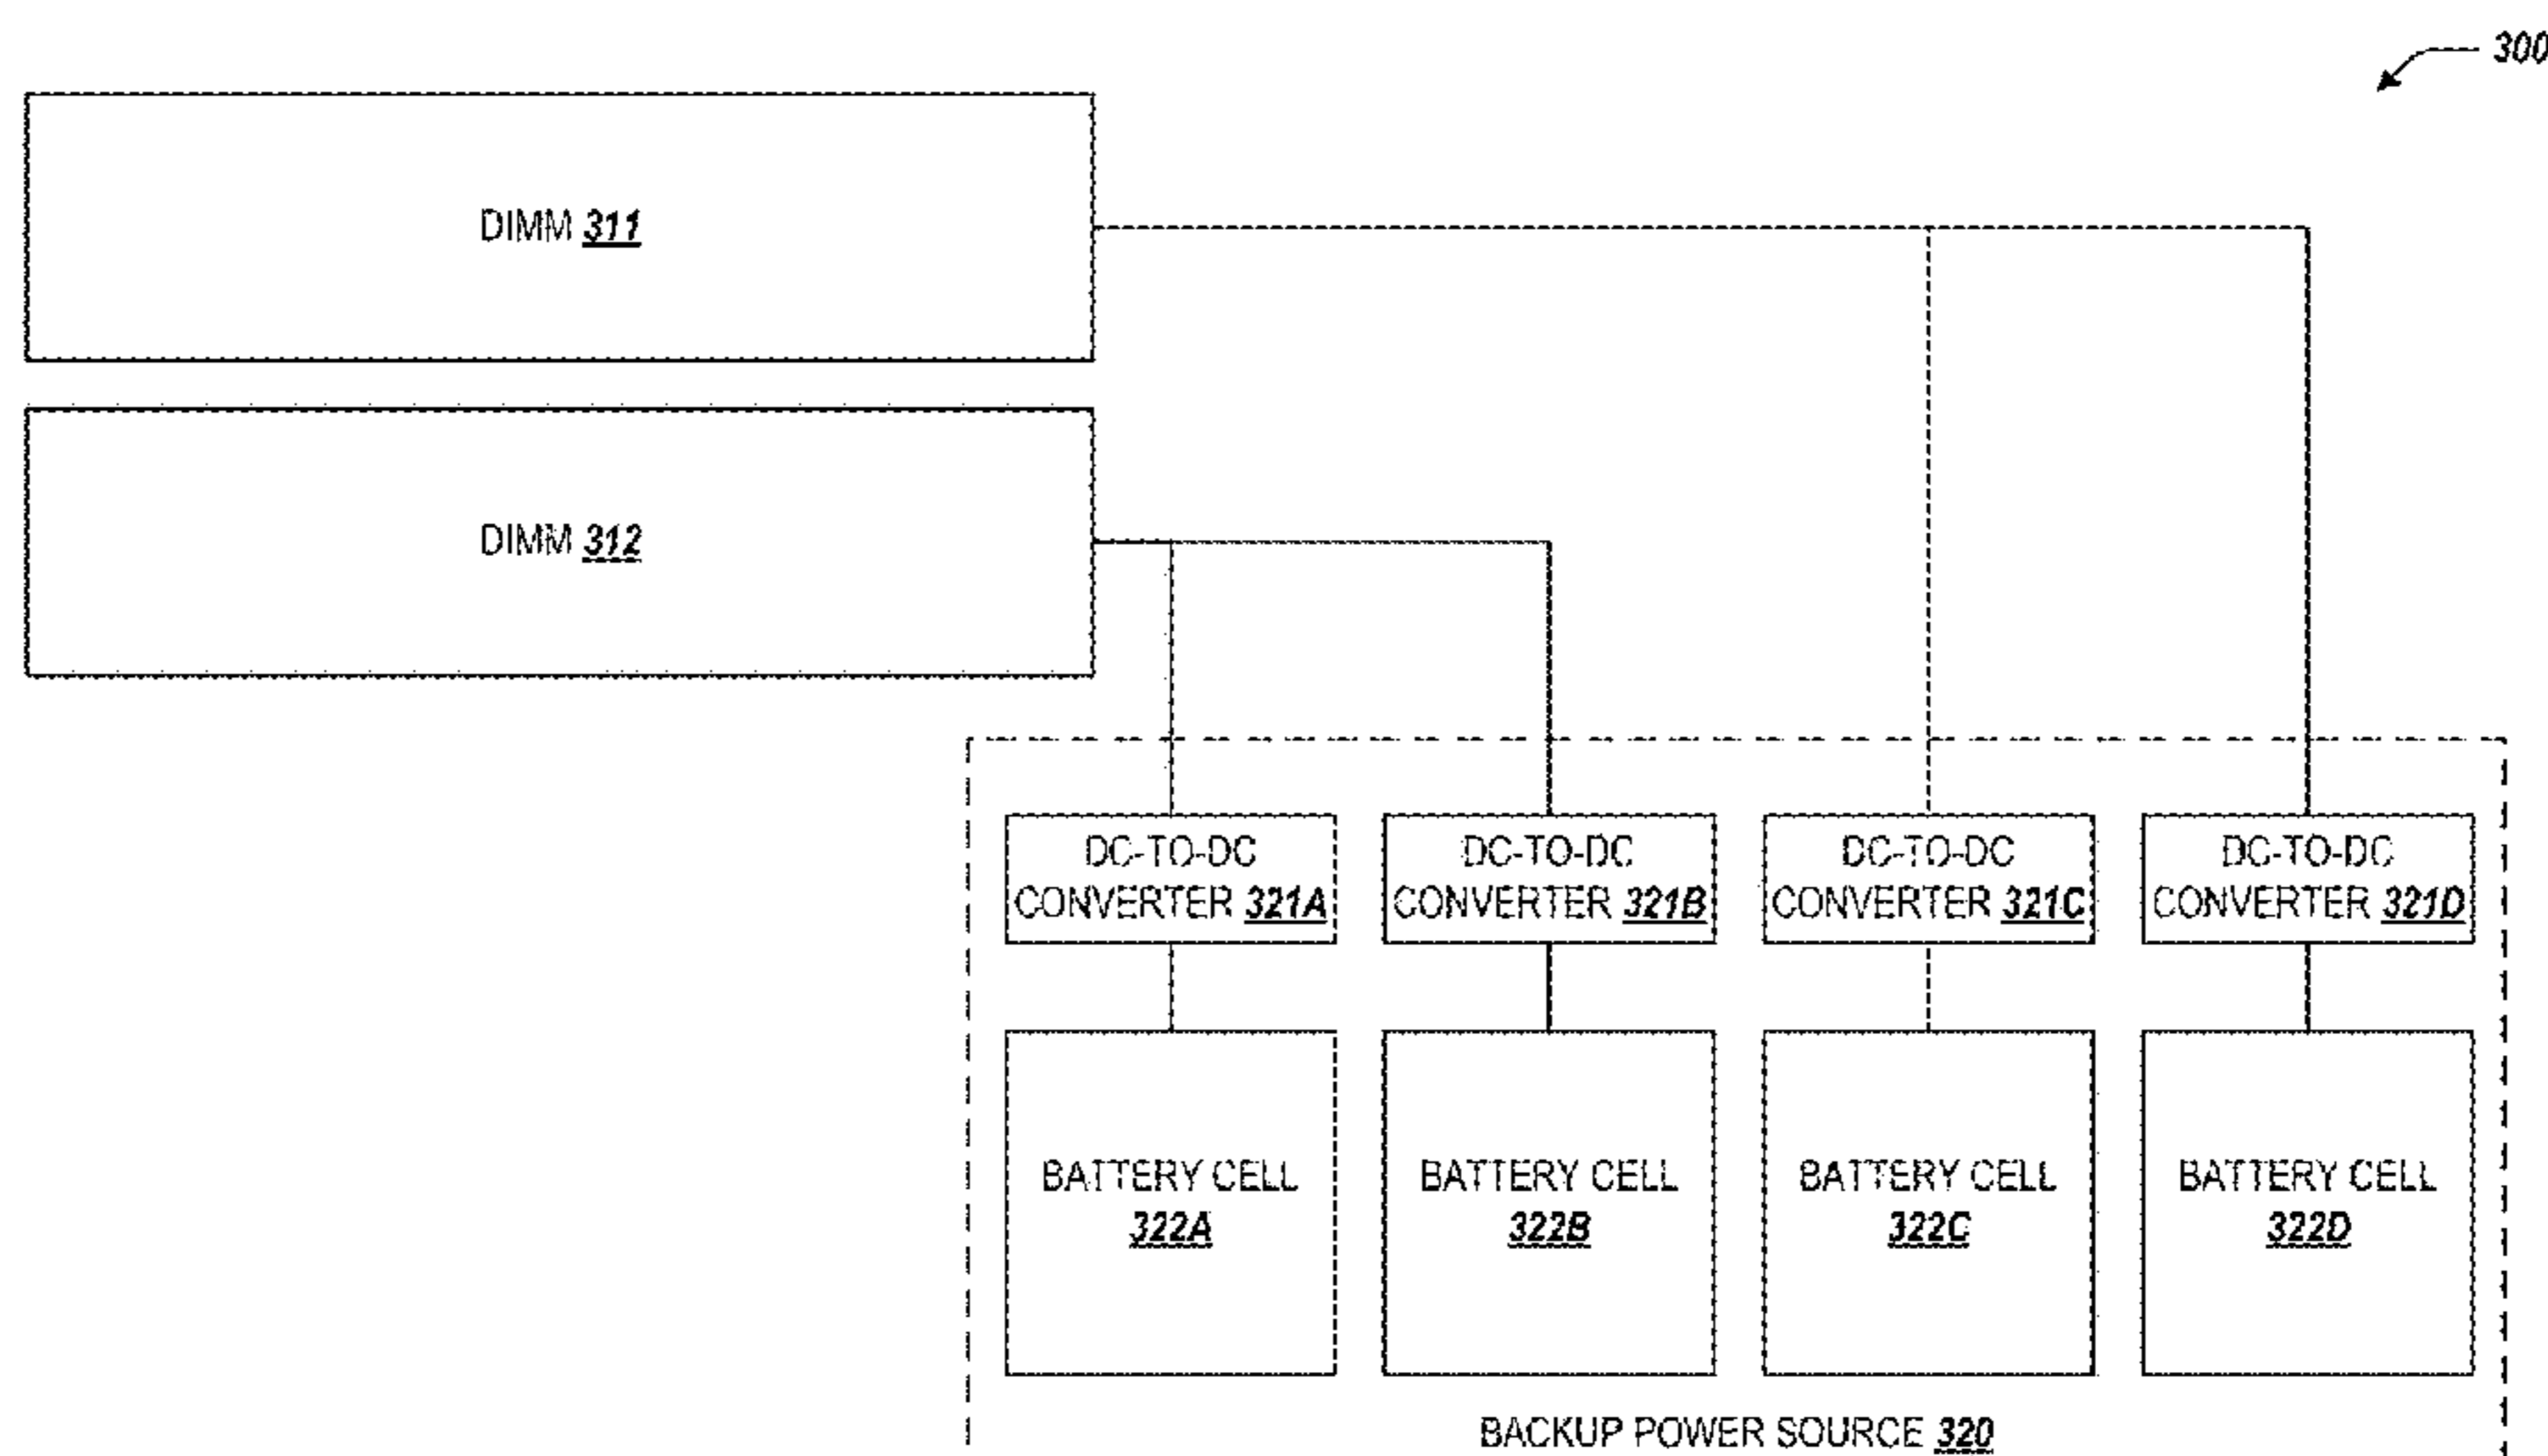 300
DIMM 311
DIMM 312
DC-TO-DC
CONVERTER 321A
DC-TO-DC
CONVERTER 321B
DC-TO-DC
CONVERTER 321C
DC-TO-DC
CONVERTER 321D
BATTERY CELL
322A
BATTERY CELL
322B
BATTERY CELL
322C
BATTERY CELL
322D
BACKUP POWER SOURCE 320